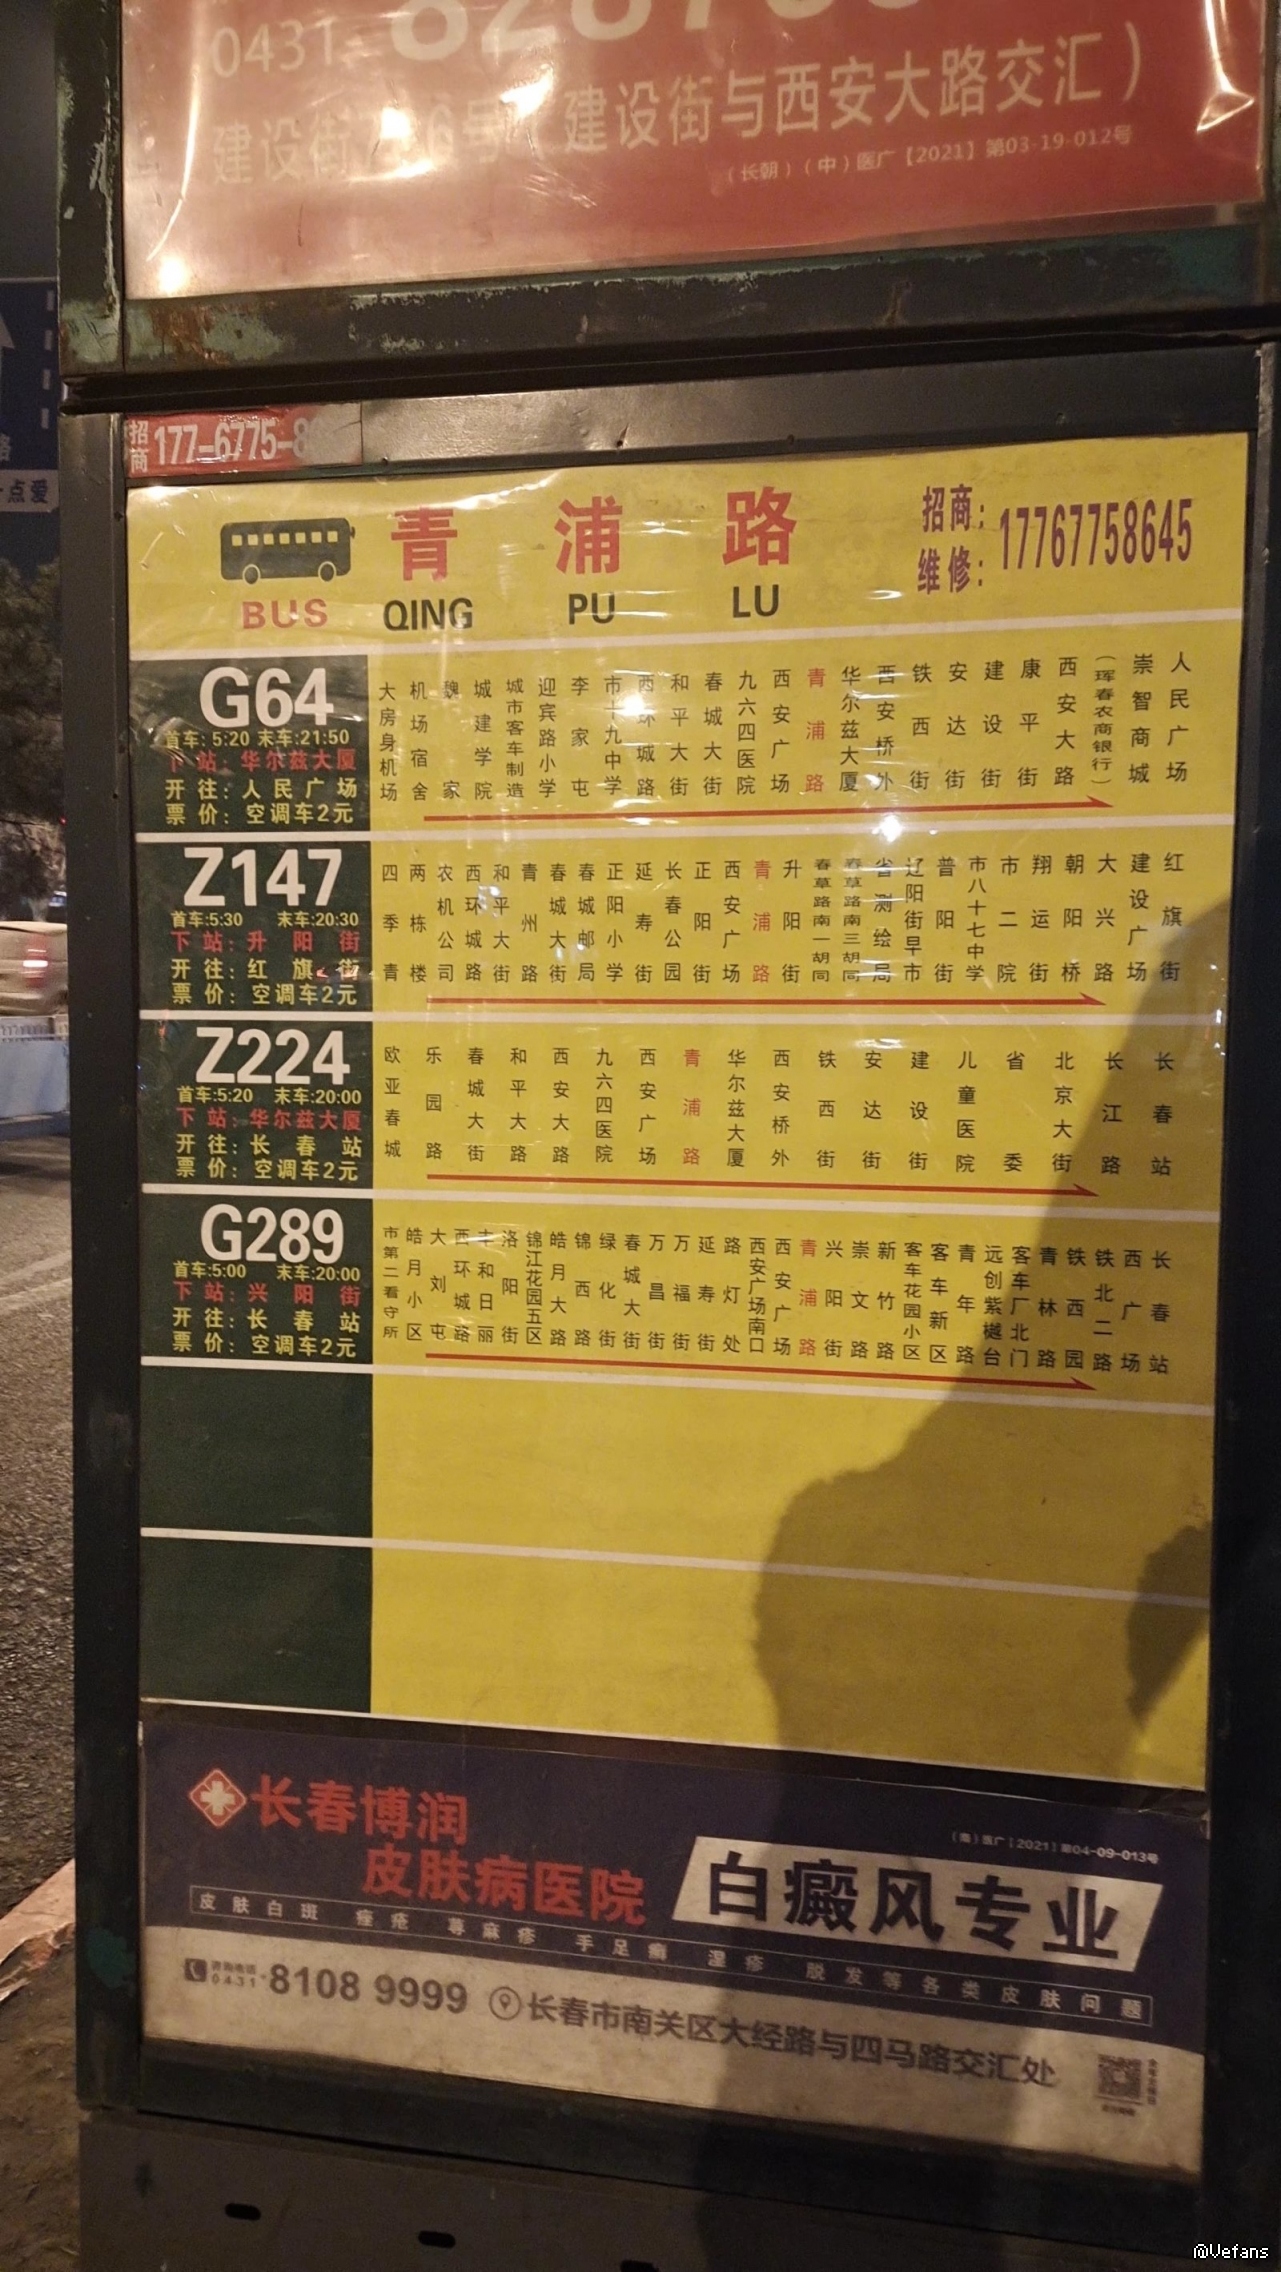 0431
建设街 6号（建设街与西安大路交汇）
（长朝）（中）医广【2021】第03-19-012号
招商 177-6775-8
青浦路
QING PU LU
BUS
招商:
维修:
17767758645
G64
首车: 5:20 末车:21:50
下站: 华尔兹大厦
开往: 人民广场
票价: 空调车2元
大房身机场
机场宿舍
魏家
城建学院
城市客车制造
迎宾路小学
李家屯
市十九中学
西环城路
和平大街
春城大街
九六四医院
西安广场
青浦路
华尔兹大厦
西安桥外
铁西街
安达街
建设街
康平街
西安大路
（珲春农商银行）
崇智商城
人民广场
Z147
首车:5:30 末车:20:30
下站: 升阳街
开往: 红旗街
票价: 空调车2元
四季青
两栋楼
农机公司
西环城路
和平大街
青州路
春城大街
春城邮局
正阳小学
延寿街
长春公园
正阳街
西安广场
青浦路
升阳街
春草路南一胡同
春草路南三胡同
省测绘局
辽阳街早市
普阳街
市八十七中学
市二院
翔运街
朝阳桥
大兴路
建设广场
红旗街
Z224
首车:5:20 末车:20:00
下站: 华尔兹大厦
开往: 长春站
票价: 空调车2元
欧亚春城
乐园路
春城大街
和平大路
西安大路
九六四医院
西安广场
青浦路
华尔兹大厦
西安桥外
铁西街
安达街
建设街
儿童医院
省委
北京大街
长江路
长春站
G289
首车:5:00 末车:20:00
下站: 兴阳街
开往: 长春站
票价: 空调车2元
市第二看守所
皓月小区
大刘屯
西环城路
丰和日丽
洛阳街
锦江花园五区
皓月大路
锦西路
绿化街
春城大街
万昌街
万福街
延寿街
路灯处
西安广场南口
西安广场
青浦路
兴阳街
崇文路
新竹路
客车花园小区
客车新区
青年路
远创紫樾台
客车厂北门
青林路
铁西园
铁北二路
西广场
长春站
长春博润
皮肤病医院
（南）医广［2021］第04-09-013号
白癜风专业
皮肤白斑 痤疮 荨麻疹 手足癣 湿疹 脱发等各类皮肤问题
咨询电话
0431-8108 9999
长春市南关区大经路与四马路交汇处
@Vefans